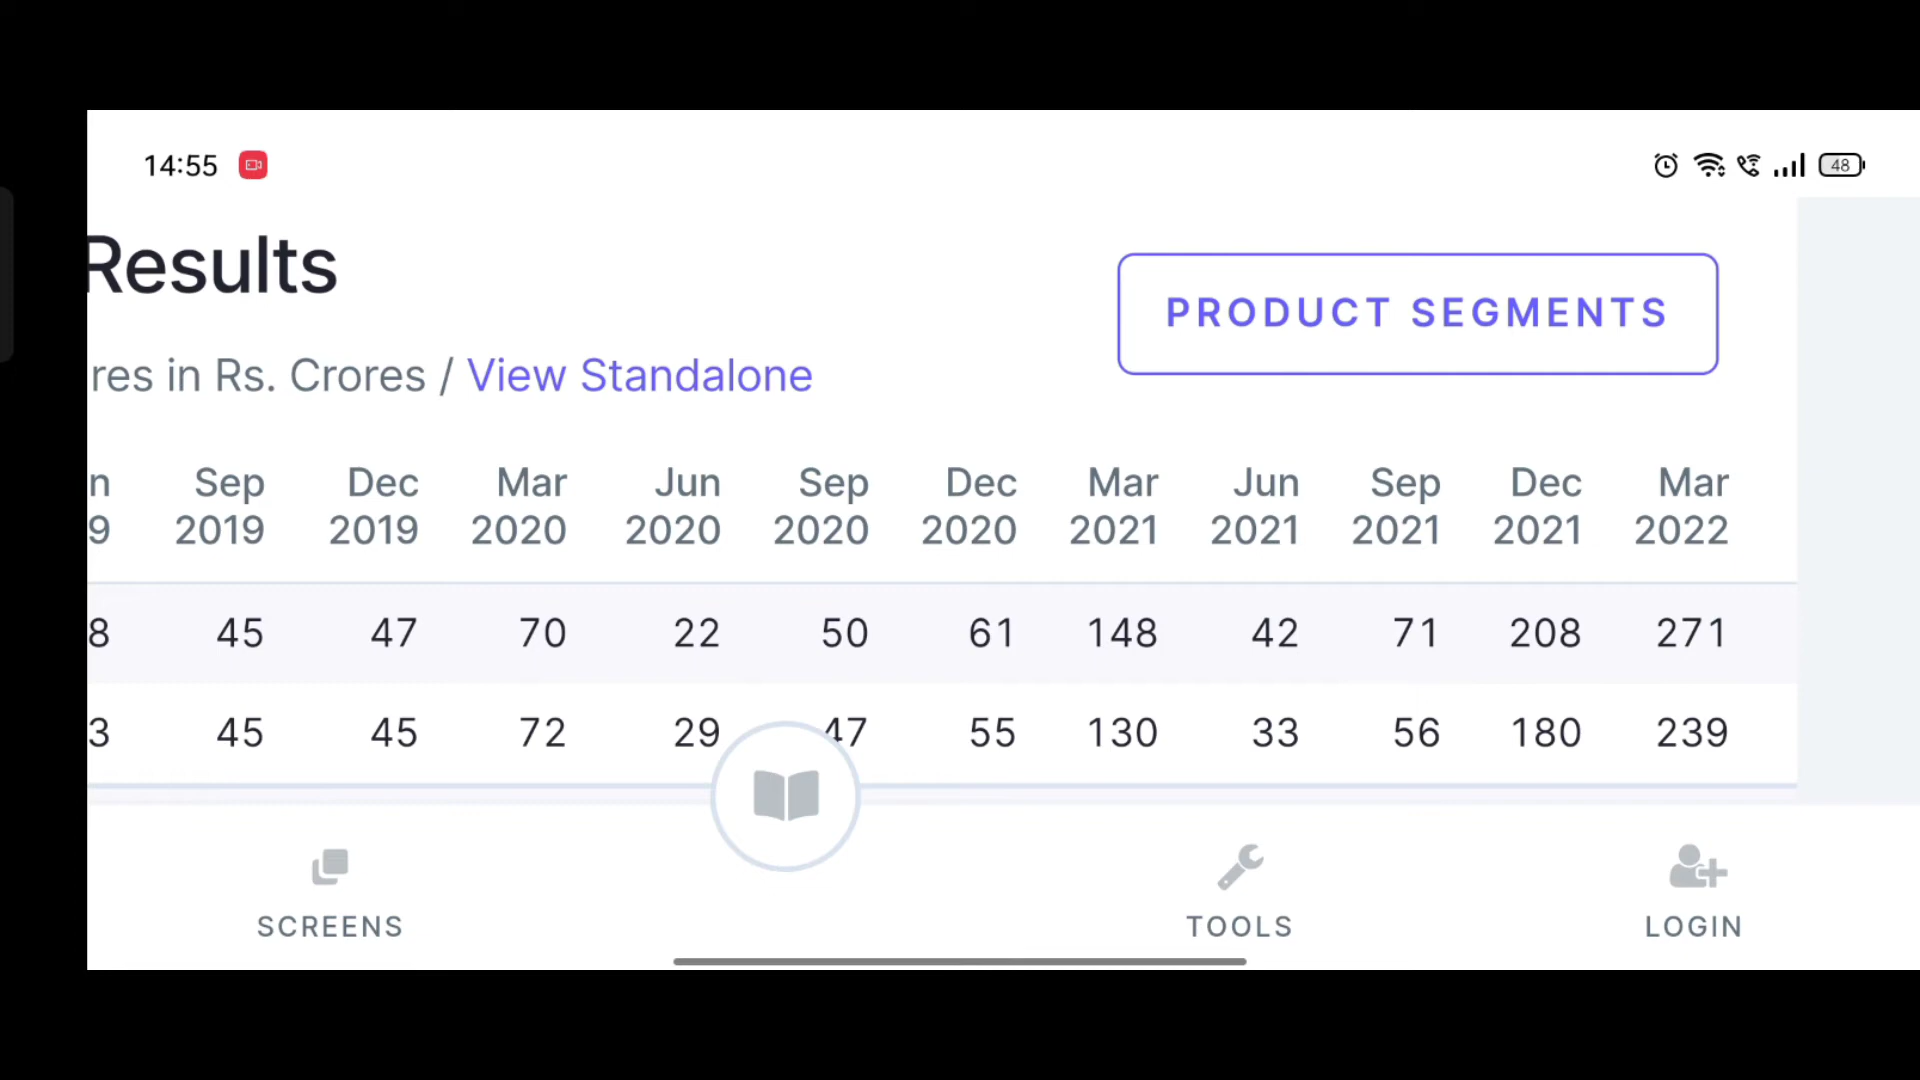 14:55 48
Results
PRODUCT SEGMENTS
res in Rs. Crores / View Standalone
n Sep Dec Mar Jun Sep Dec Mar Jun Sep Dec Mar
9 2019 2019 2020 2020 2020 2020 2021 2021 2021 2021 2022
8 45 47 70 22 50 61 148 42 71 208 271
3 45 45 72 29 47 55 130 33 56 180 239
SCREENS TOOLS LOGIN